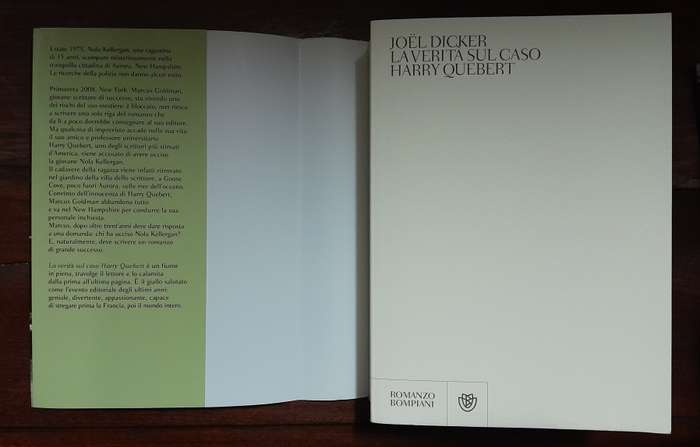 Estate 1975. Nola Kellergan, una ragazzina
di 15 anni, scompare misteriosamente nella
tranquilla cittadina di Aurora, New Hampshire.
Le ricerche della polizia non danno alcun esito.
Primavera 2008, New York. Marcus Goldman,
giovane scrittore di successo, sta vivendo uno
dei rischi del suo mestiere: è bloccato, non riesce
a scrivere una sola riga del romanzo che
da lì a poco dovrebbe consegnare al suo editore.
Ma qualcosa di imprevisto accade nella sua vita:
il suo amico e professore universitario
Harry Quebert, uno degli scrittori più stimati
d'America, viene accusato di avere ucciso
la giovane Nola Kellergan.
Il cadavere della ragazza viene infatti ritrovato
nel giardino della villa dello scrittore, a Goose
Cove, poco fuori Aurora, sulle rive dell'oceano.
Convinto dell'innocenza di Harry Quebert,
Marcus Goldman abbandona tutto
e va nel New Hampshire per condurre la sua
personale inchiesta.
Marcus, dopo oltre trent'anni deve dare risposta
a una domanda: chi ha ucciso Nola Kellergan?
E, naturalmente, deve scrivere un romanzo
di grande successo.
La verità sul caso Harry Quebert è un fiume
in piena, travolge il lettore e lo calamita
dalla prima all'ultima pagina. È il giallo salutato
come l'evento editoriale degli ultimi anni:
geniale, divertente, appassionante, capace
di stregare prima la Francia, poi il mondo intero.
JOËL DICKER
LA VERITÀ SUL CASO
HARRY QUEBERT
ROMANZO
BOMPIANI